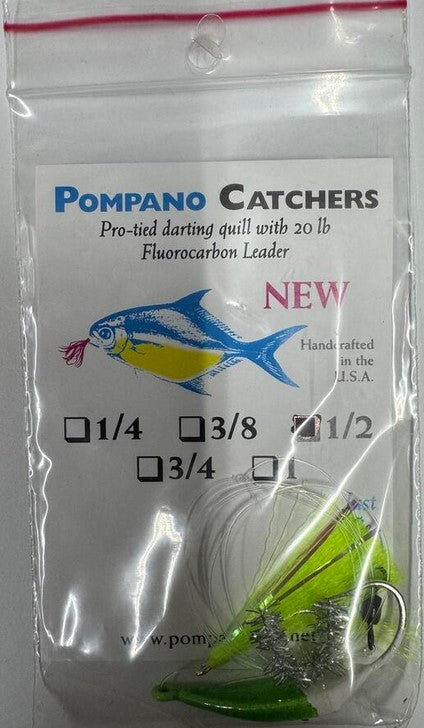 POMPANO CATCHERS
Pro-tied darting quill with 20 lb
Fluorocarbon Leader
NEW
Handcrafted
in the
U.S.A.
1/4 3/8 1/2
3/4 1